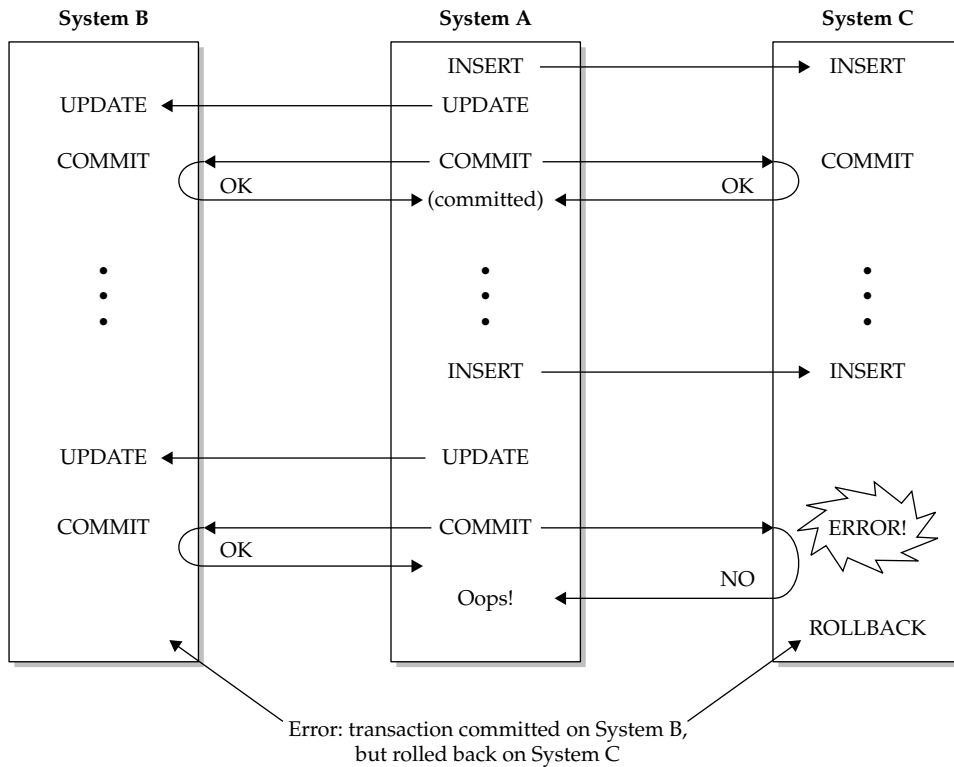 System B System A System C
INSERT INSERT
UPDATE UPDATE
COMMIT COMMIT COMMIT
OK (committed) OK
INSERT INSERT
UPDATE UPDATE
COMMIT COMMIT ERROR!
OK
Oops! NO
ROLLBACK
Error: transaction committed on System B,
but rolled back on System C